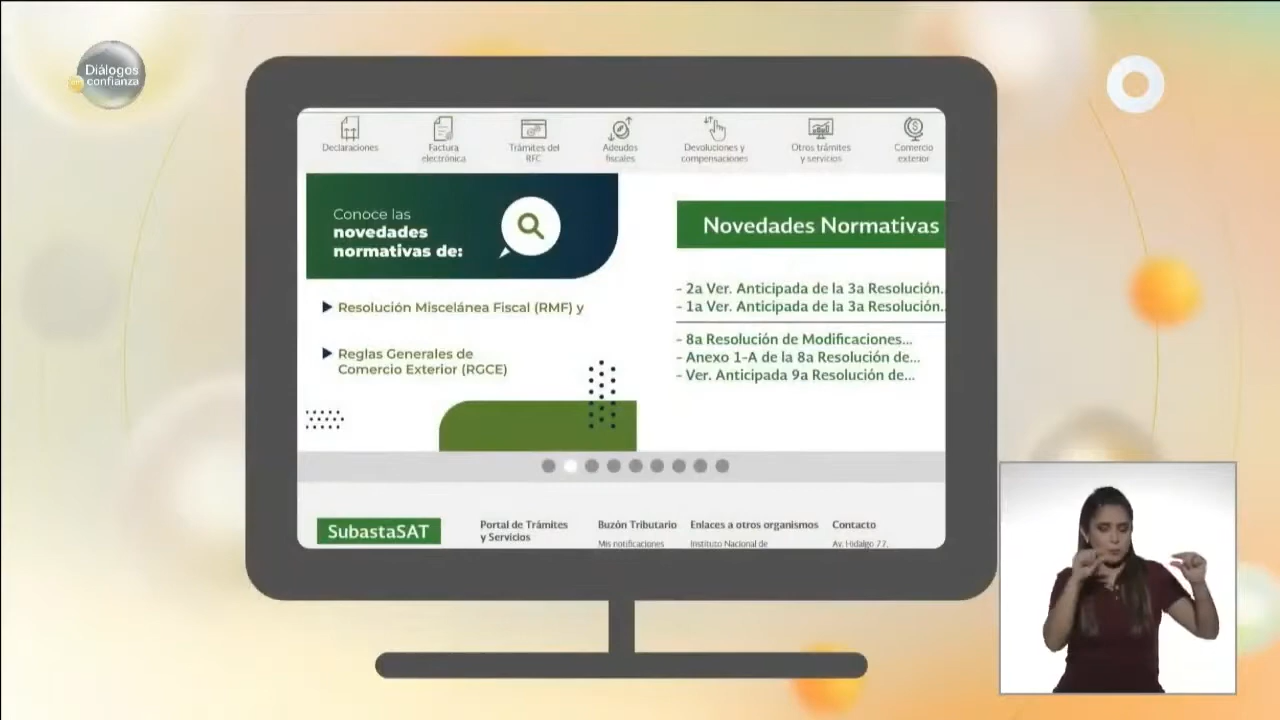 Diálogos
en
confianza
Declaraciones
Factura
electrónica
Trámites del
RFC
Adeudos
fiscales
Devoluciones y
compensaciones
Otros trámites
y servicios
Comercio
exterior
Conoce las
novedades
normativas de:
Resolución Miscelánea Fiscal (RMF) y
Reglas Generales de
Comercio Exterior (RGCE)
Novedades Normativas
- 2a Ver. Anticipada de la 3a Resolución..
- 1a Ver. Anticipada de la 3a Resolución..
- 8a Resolución de Modificaciones...
- Anexo 1-A de la 8a Resolución de...
- Ver. Anticipada 9a Resolución de...
SubastaSAT
Portal de Trámites
y Servicios
Buzón Tributario
Mis notificaciones
Enlaces a otros organismos
Instituto Nacional de
Contacto
Av. Hidalgo 77,